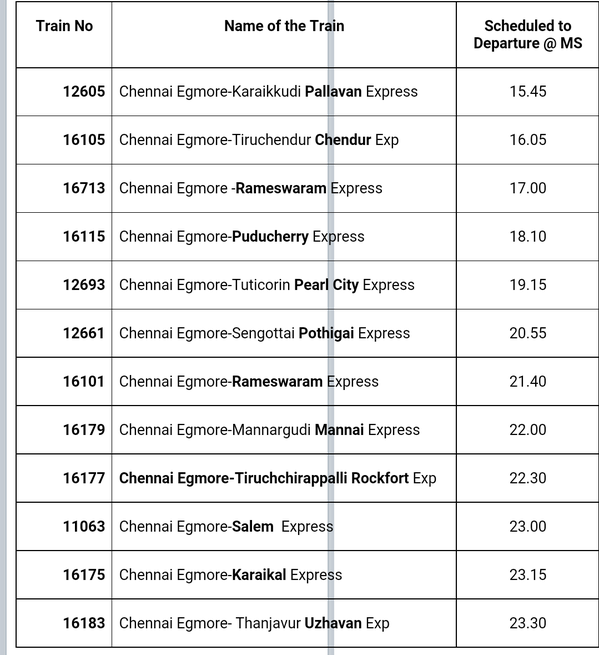 Train No Name of the Train Scheduled to
Departure @ MS
12605 Chennai Egmore-Karaikkudi Pallavan Express 15.45
16105 Chennai Egmore-Tiruchendur Chendur Exp 16.05
16713 Chennai Egmore -Rameswaram Express 17.00
16115 Chennai Egmore-Puducherry Express 18.10
12693 Chennai Egmore-Tuticorin Pearl City Express 19.15
12661 Chennai Egmore-Sengottai Pothigai Express 20.55
16101 Chennai Egmore-Rameswaram Express 21.40
16179 Chennai Egmore-Mannargudi Mannai Express 22.00
16177 Chennai Egmore-Tiruchchirappalli Rockfort Exp 22.30
11063 Chennai Egmore-Salem  Express 23.00
16175 Chennai Egmore-Karaikal Express 23.15
16183 Chennai Egmore- Thanjavur Uzhavan Exp 23.30